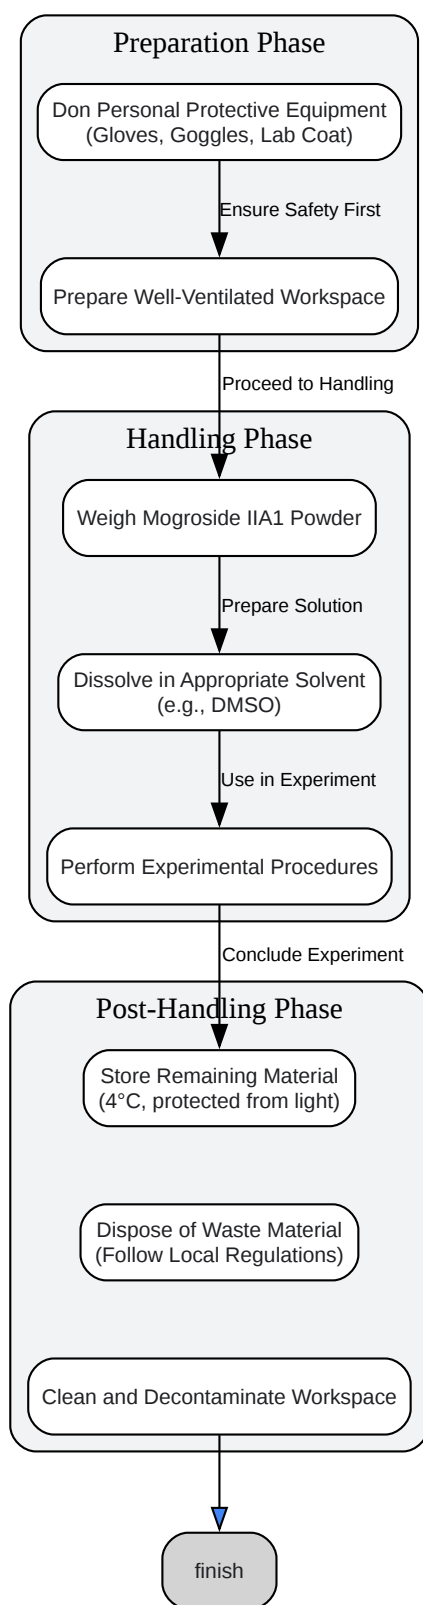 Preparation Phase
Don Personal Protective Equipment
(Gloves, Goggles, Lab Coat)
Ensure Safety First
Prepare Well-Ventilated Workspace
Proceed to Handling
Handling Phase
Weigh Mogroside IIA1 Powder
Prepare Solution
Dissolve in Appropriate Solvent
(e.g., DMSO)
Use in Experiment
Perform Experimental Procedures
Conclude Experiment
Post-Handling Phase
Store Remaining Material
(4°C, protected from light)
Dispose of Waste Material
(Follow Local Regulations)
Clean and Decontaminate Workspace
finish